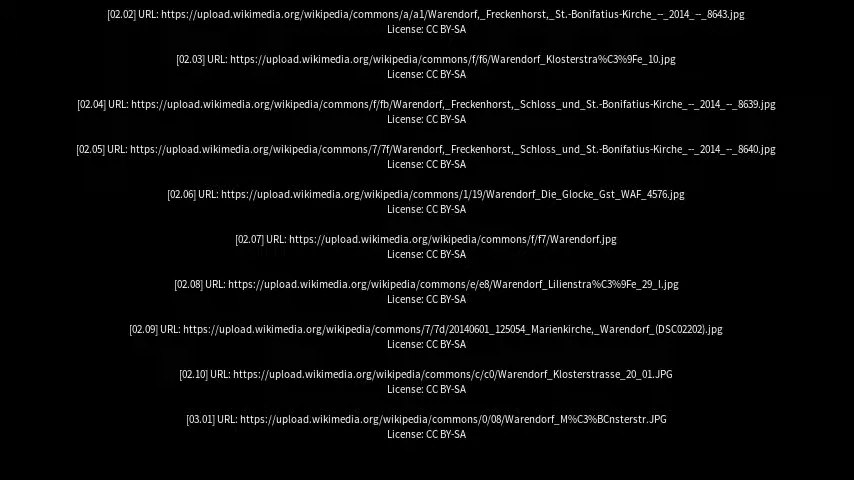 [02.02] URL: https://upload.wikimedia.org/wikipedia/commons/a/a1/Warendorf,_Freckenhorst,_St.-Bonifatius-Kirche_--_2014_--_8643.jpg
License: CC BY-SA
[02.03] URL: https://upload.wikimedia.org/wikipedia/commons/f/f6/Warendorf_Klosterstra%C3%9Fe_10.jpg
License: CC BY-SA
[02.04] URL: https://upload.wikimedia.org/wikipedia/commons/f/fb/Warendorf,_Freckenhorst,_Schloss_und_St.-Bonifatius-Kirche_--_2014_--_8639.jpg
License: CC BY-SA
[02.05] URL: https://upload.wikimedia.org/wikipedia/commons/7/7f/Warendorf,_Freckenhorst,_Schloss_und_St.-Bonifatius-Kirche_--_2014_--_8640.jpg
License: CC BY-SA
[02.06] URL: https://upload.wikimedia.org/wikipedia/commons/1/19/Warendorf_Die_Glocke_Gst_WAF_4576.jpg
License: CC BY-SA
[02.07] URL: https://upload.wikimedia.org/wikipedia/commons/f/f7/Warendorf.jpg
License: CC BY-SA
[02.08] URL: https://upload.wikimedia.org/wikipedia/commons/e/e8/Warendorf_Lilienstra%C3%9Fe_29_I.jpg
License: CC BY-SA
[02.09] URL: https://upload.wikimedia.org/wikipedia/commons/7/7d/20140601_125054_Marienkirche,_Warendorf_(DSC02202).jpg
License: CC BY-SA
[02.10] URL: https://upload.wikimedia.org/wikipedia/commons/c/c0/Warendorf_Klosterstrasse_20_01.JPG
License: CC BY-SA
[03.01] URL: https://upload.wikimedia.org/wikipedia/commons/0/08/Warendorf_M%C3%BCnsterstr.JPG
License: CC BY-SA